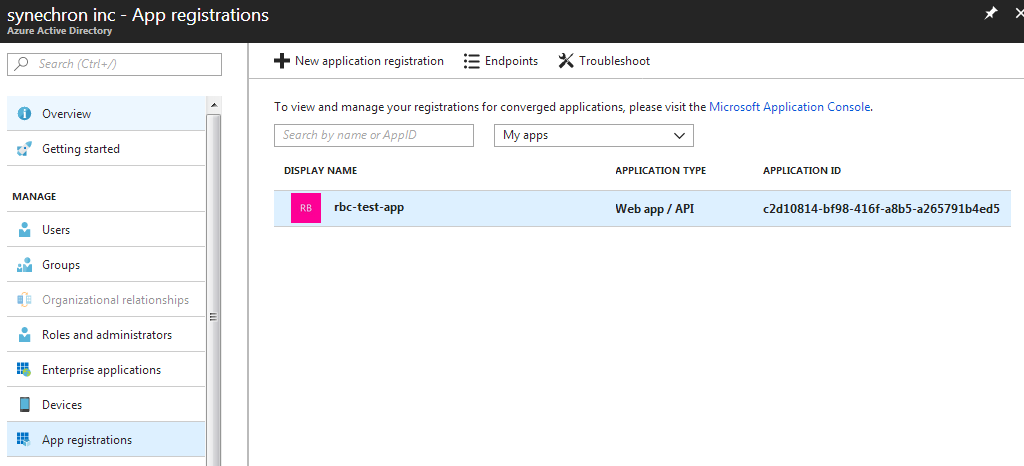 synechron inc - App registrations
Azure Active Directory
Search (Ctrl+/)
Overview
Getting started
MANAGE
Users
Groups
Organizational relationships
Roles and administrators
Enterprise applications
Devices
App registrations
New application registration Endpoints Troubleshoot
To view and manage your registrations for converged applications, please visit the Microsoft Application Console.
Search by name or AppID My apps
DISPLAY NAME APPLICATION TYPE APPLICATION ID
RB rbc-test-app Web app / API c2d10814-bf98-416f-a8b5-a265791b4ed5